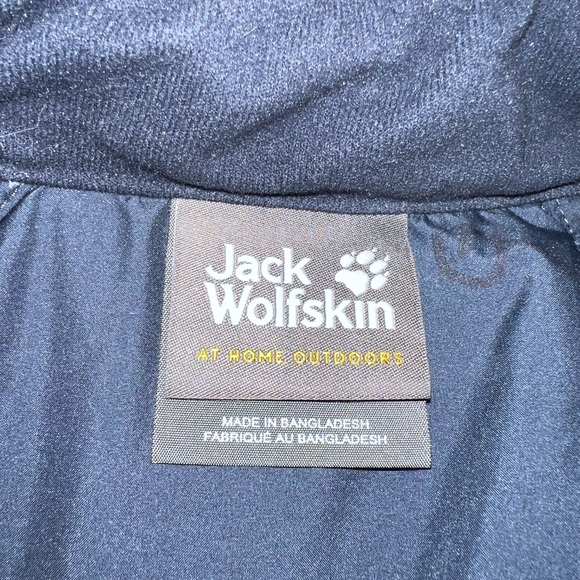 Jack
Wolfskin
AT HOME OUTDOORS
MADE IN BANGLADESH
FABRIQUÉ AU BANGLADESH